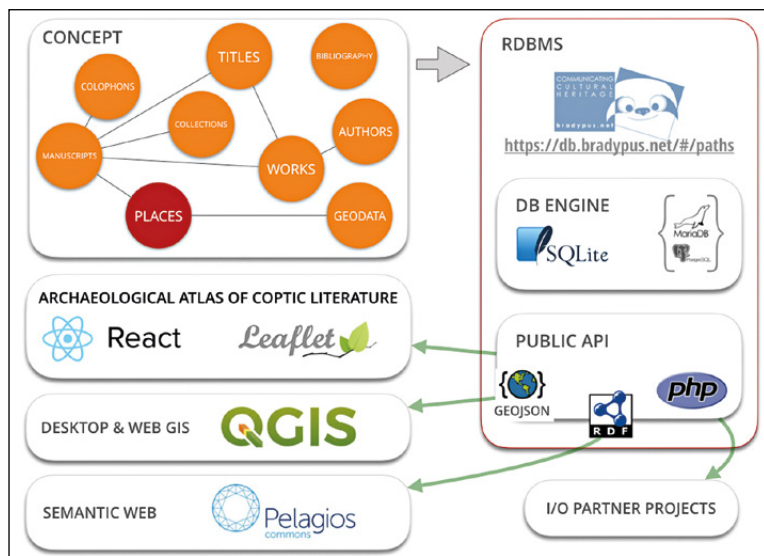 CONCEPT
TITLES
BIBLIOGRAPHY
COLOPHONS
COLLECTIONS
AUTHORS
MANUSCRIPTS
WORKS
PLACES
GEODATA
RDBMS
COMMUNICATING
CULTURAL
HERITAGE
bradypus.net
https://db.bradypus.net/#/paths
DB ENGINE
SQLite
MariaDB
PostgreSQL
ARCHAEOLOGICAL ATLAS OF COPTIC LITERATURE
React
Leaflet
PUBLIC API
GEOJSON
php
RDF
DESKTOP & WEB GIS
QGIS
SEMANTIC WEB
Pelagios
commons
I/O PARTNER PROJECTS